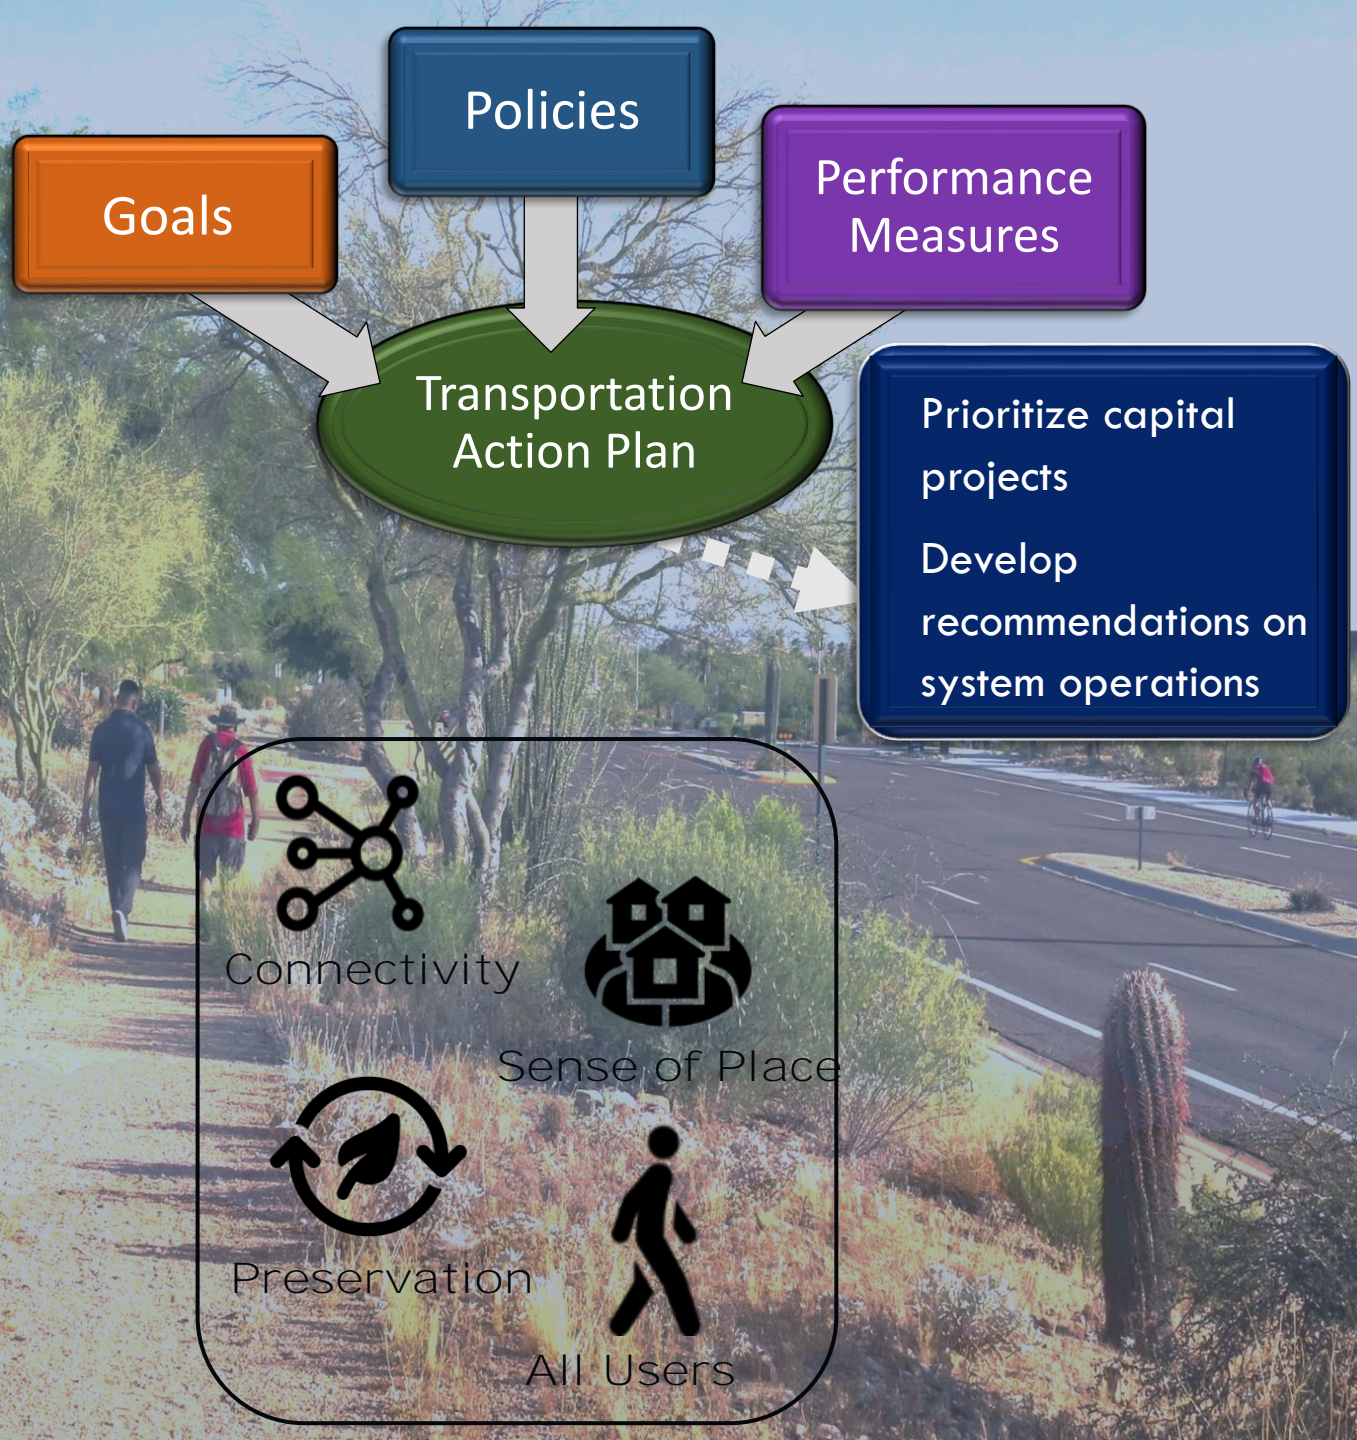 Policies
Goals
Performance
Measures
Transportation
Action Plan
Prioritize capital
projects
Develop
recommendations on
system operations
Connectivity
Sense of Place
Preservation
All Users